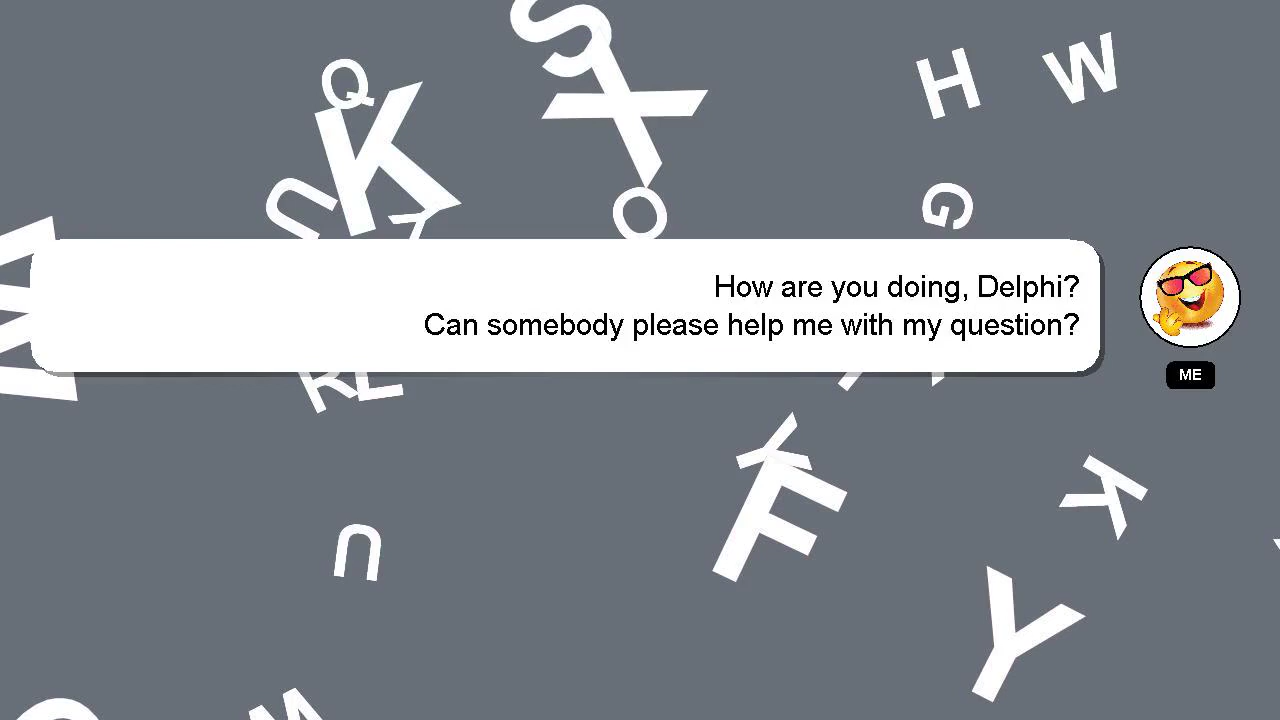 S
Q
H
W
K
X
U
O
G
How are you doing, Delphi?
Can somebody please help me with my question?
ME
R
Z
K
F
K
U
Y
M